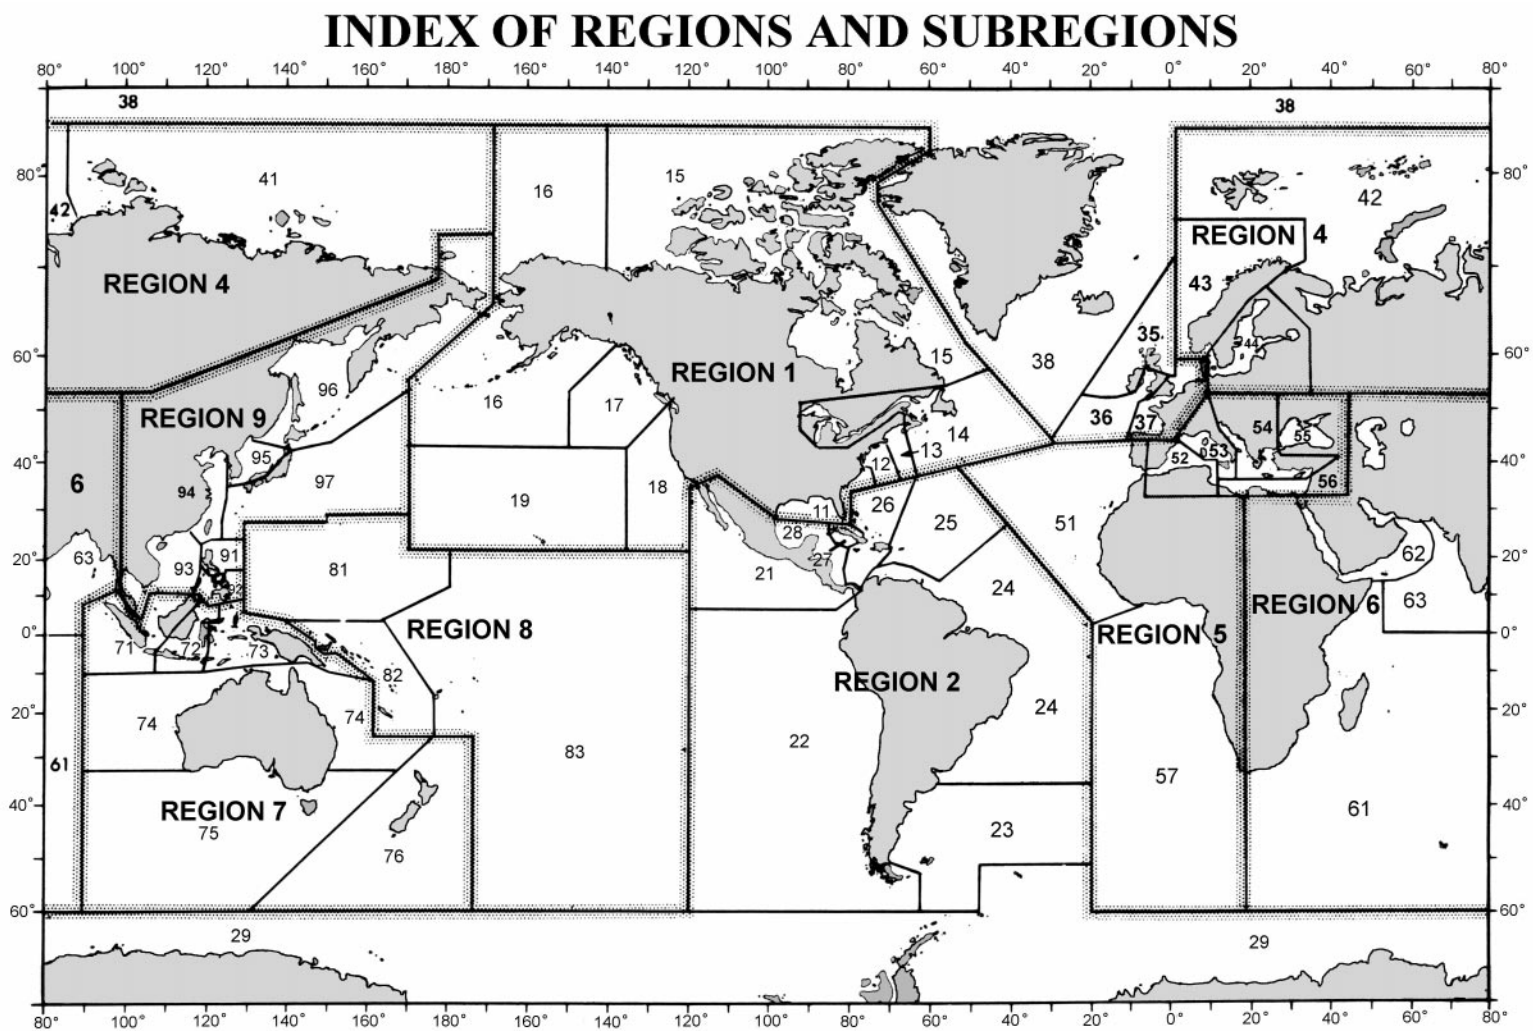 INDEX OF REGIONS AND SUBREGIONS
80° 100° 120° 140° 160° 160° 140° 120° 100° 80° 60° 40° 20° 0° 20° 40° 60° 80°
38 38
80° 41 16 15 42 80°
42
REGION 4 REGION 4
43
60° 96 REGION 1 15 38 35 44 60°
REGION 9 16 17 14 36 37 54 55
40° 95 13 12 52 53 40°
6 94 97 19 18 26 25 51 56
11 28
20° 63 93 91 81 21 27 24 62 20°
63
0° 71 72 73 REGION 8 REGION 5 REGION 6 0°
82 REGION 2
20° 74 74 24 20°
61 83 22 57
40° REGION 7 61 40°
75 76 23
60° 60°
29 29
80° 100° 120° 140° 160° 160° 140° 120° 100° 80° 60° 40° 20° 0° 20° 40° 60° 80°